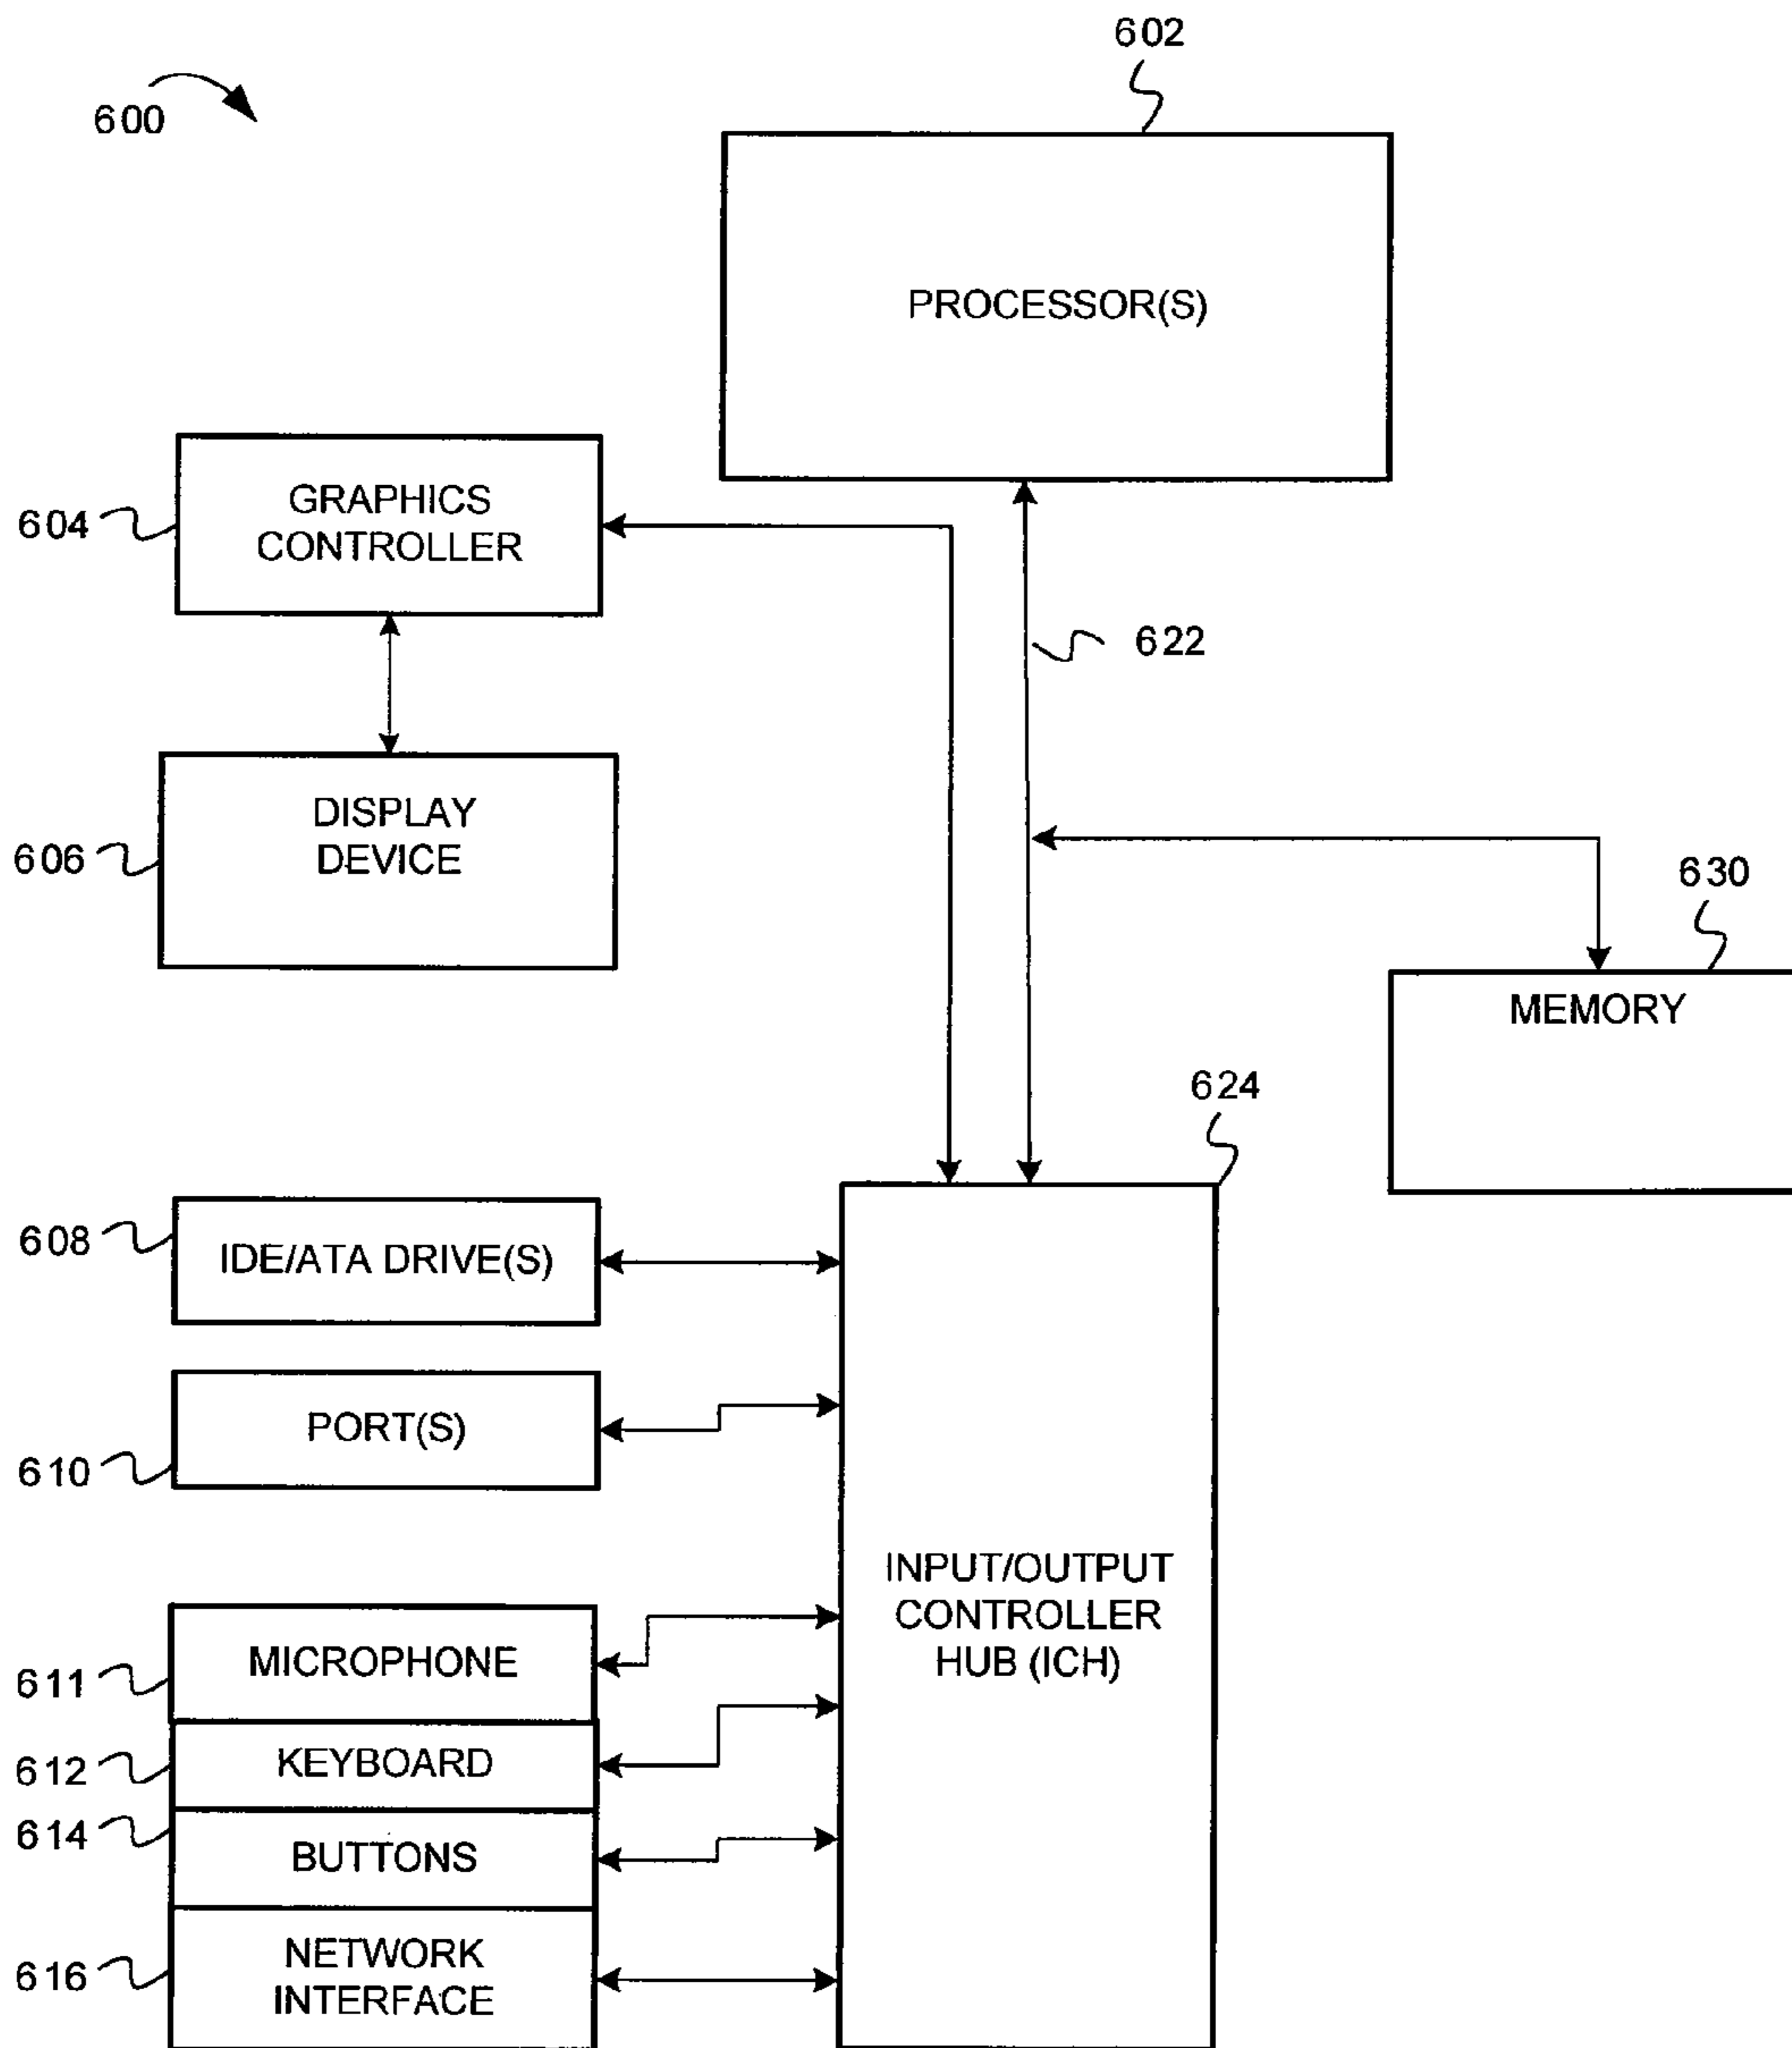 602
600
PROCESSOR(S)
GRAPHICS
CONTROLLER
604
622
DISPLAY
DEVICE
606
630
MEMORY
624
608
IDE/ATA DRIVE(S)
PORT(S)
610
INPUT/OUTPUT
CONTROLLER
HUB (ICH)
MICROPHONE
611
KEYBOARD
612
614
BUTTONS
NETWORK
INTERFACE
616